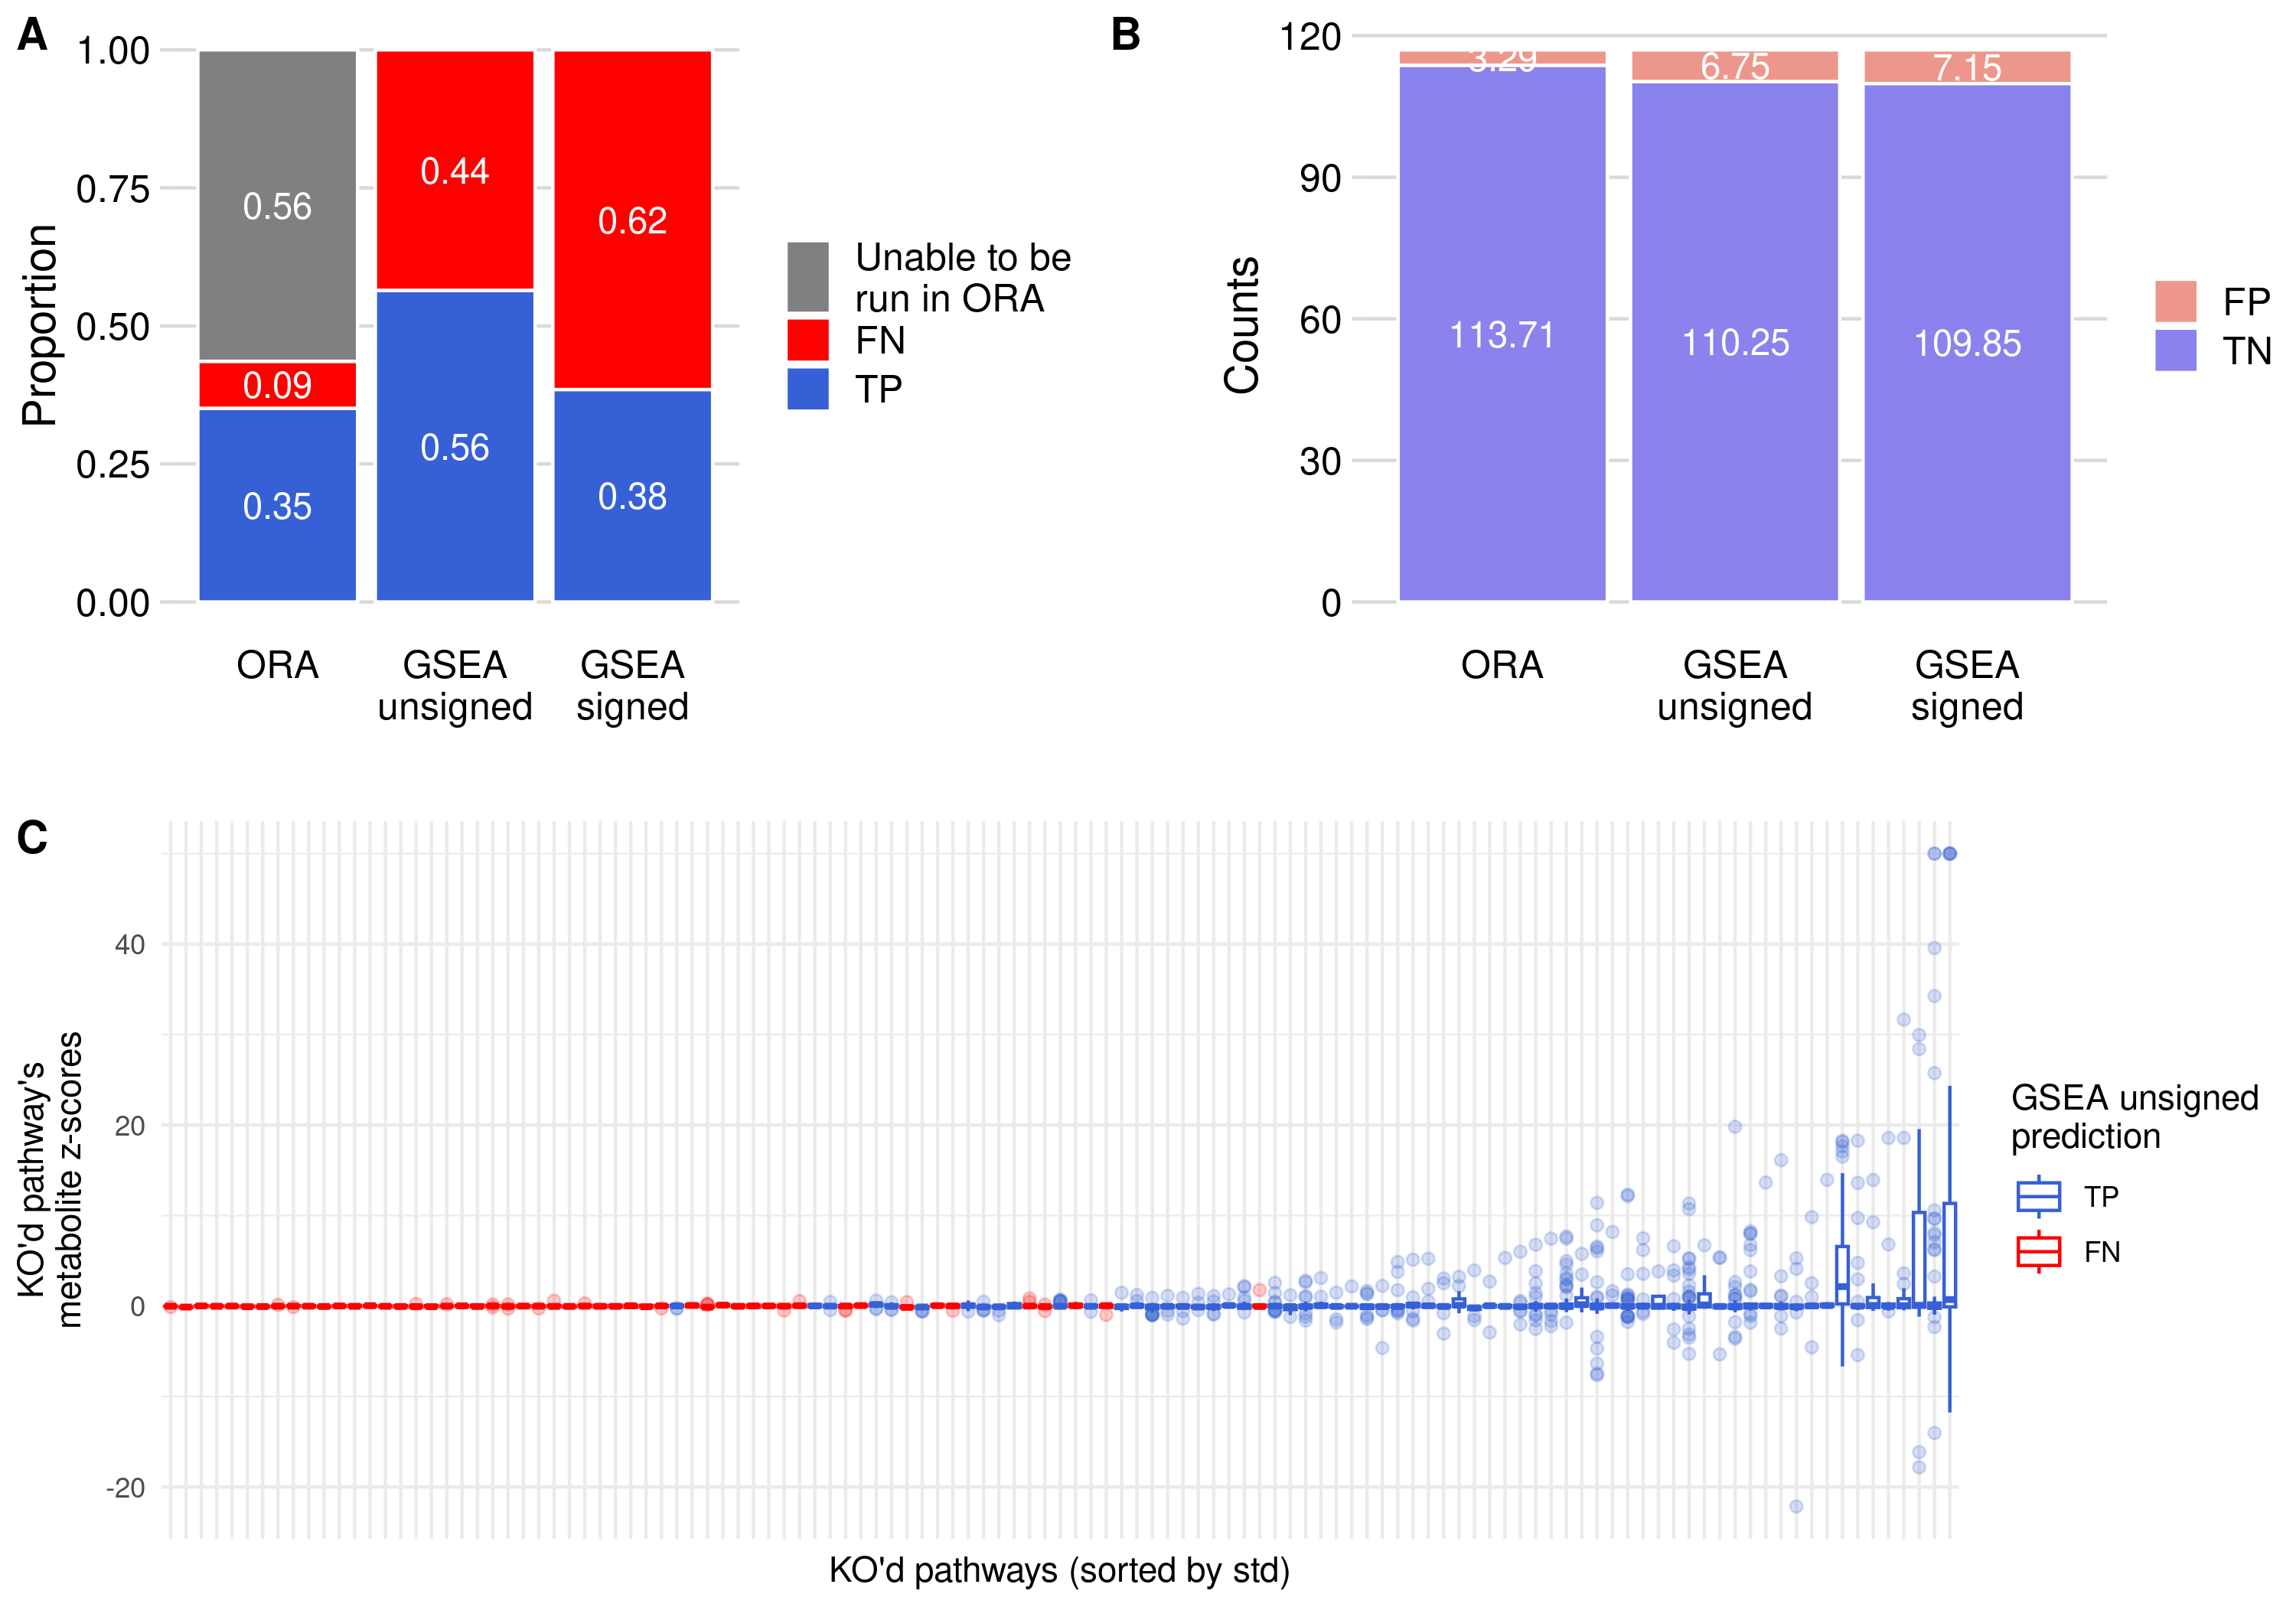 A
1.00
0.75
0.50
0.25
0.00
Proportion
0.56
0.09
0.35
0.44
0.56
0.62
0.38
ORA
GSEA
unsigned
GSEA
signed
Unable to be
run in ORA
FN
TP
B
120
90
60
30
0
Counts
3.29
113.71
6.75
110.25
7.15
109.85
ORA
GSEA
unsigned
GSEA
signed
FP
TN
C
40
20
0
-20
KO'd pathway's
metabolite z-scores
KO'd pathways (sorted by std)
GSEA unsigned
prediction
TP
FN